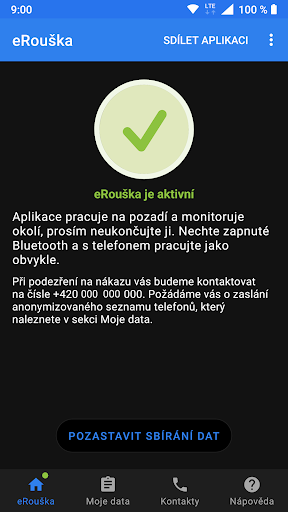 9:00 LTE 100 %
eRouška SDÍLET APLIKACI
eRouška je aktivní
Aplikace pracuje na pozadí a monitoruje
okolí, prosím neukončujte ji. Nechte zapnuté
Bluetooth a s telefonem pracujte jako
obvykle.
Při podezření na nákazu vás budeme kontaktovat
na čísle +420 000 000 000. Požádáme vás o zaslání
anonymizovaného seznamu telefonů, který
naleznete v sekci Moje data.
POZASTAVIT SBÍRÁNÍ DAT
eRouška Moje data Kontakty Nápověda